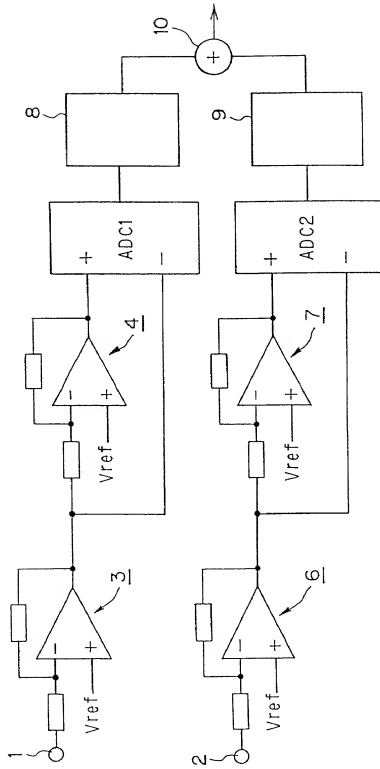 1
Vref
- +
3
Vref
- +
4
+ ADC1 -
8
10
+
2
Vref
- +
6
Vref
- +
7
+ ADC2 -
9